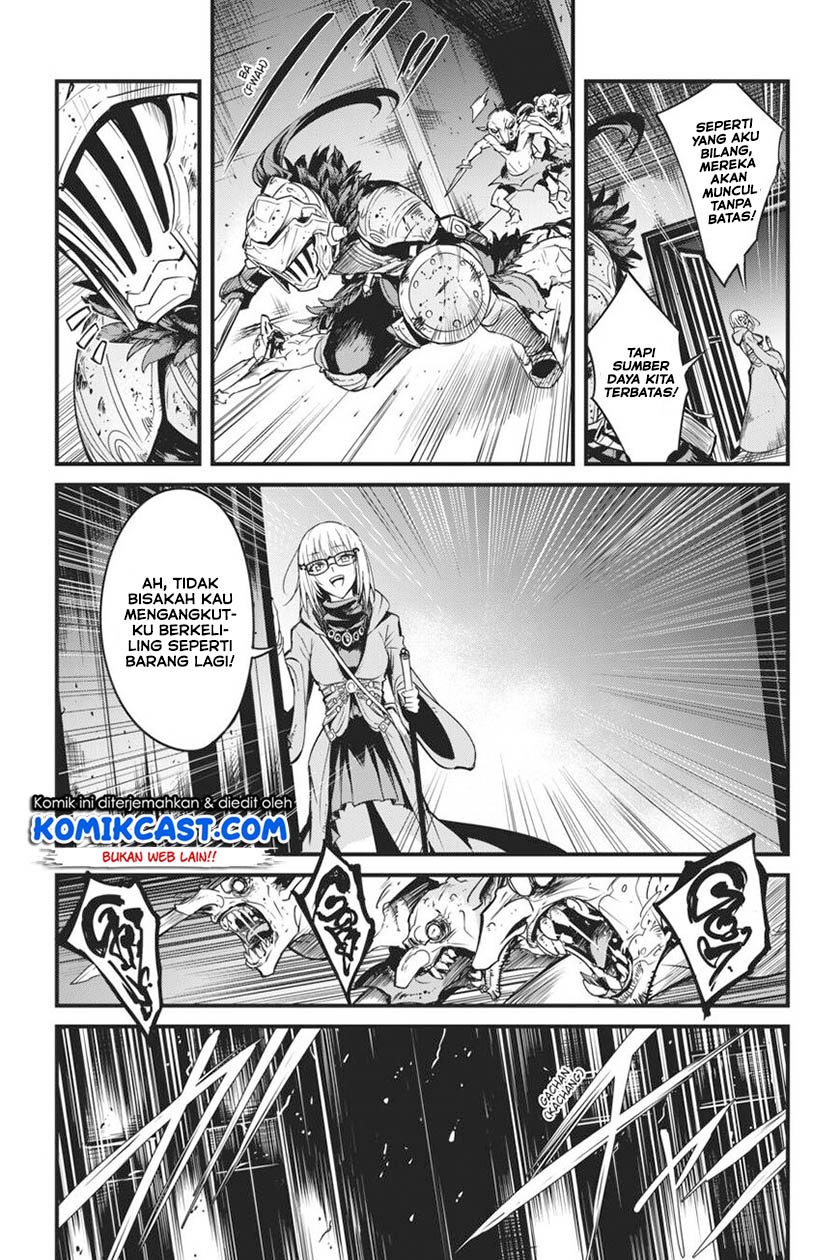 SEPERTI
YANG AKU
BILANG,
MEREKA
AKAN
MUNCUL
TANPA
BATAS!
TAPI
SUMBER
DAYA KITA
TERBATAS!
BA
(FWAH)
AH, TIDAK
BISAKAH KAU
MENGANGKUT-
KU BERKELI-
LING SEPERTI
BARANG LAGI!
Komik ini diterjemahkan & diedit oleh
KOMIKCAST.COM
BUKAN WEB LAIN!!
GACHAN
(KACHANG)